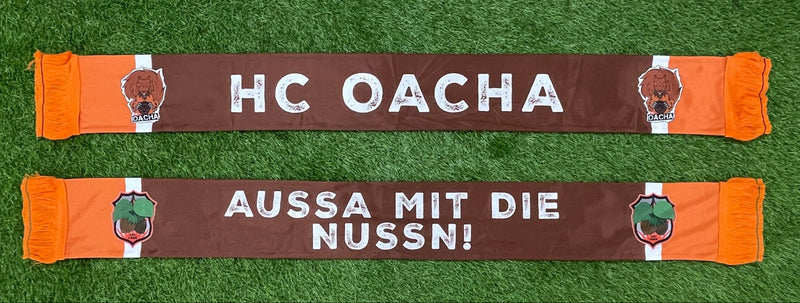 HC OACHA
OACHA
OACHA
AUSSA MIT DIE
NUSSN!